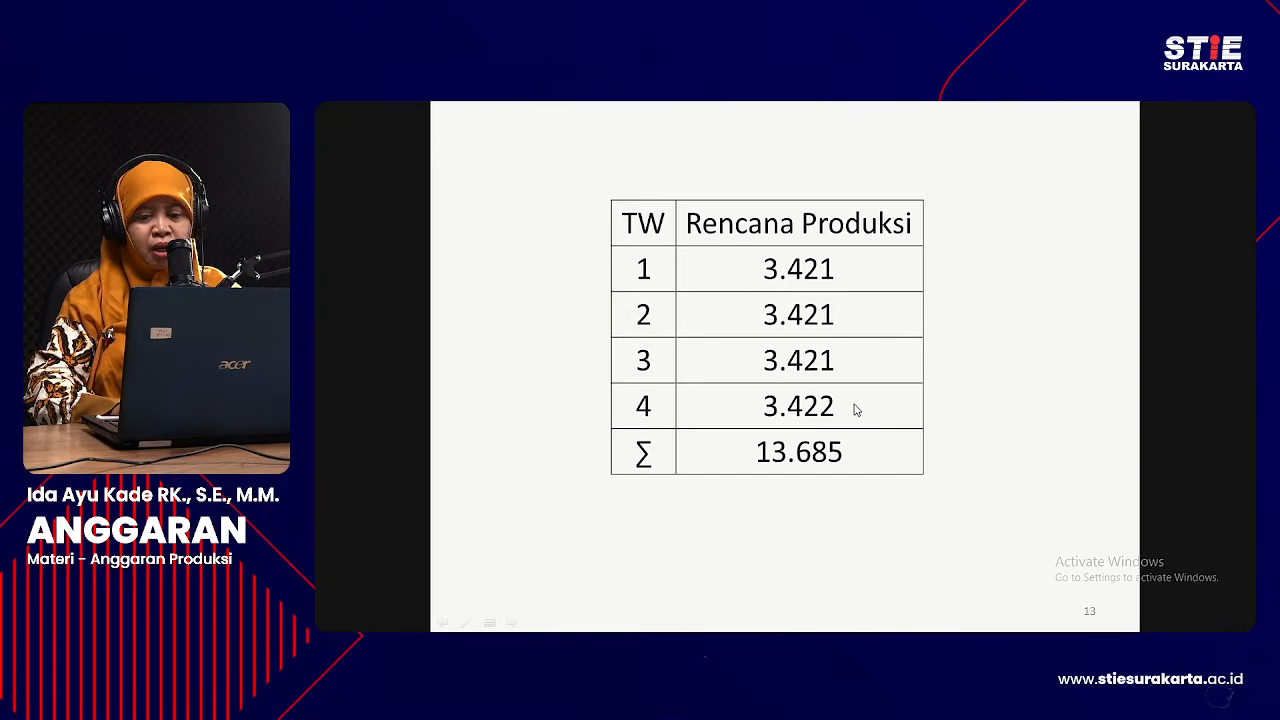 STIE
SURAKARTA
TW Rencana Produksi
1 3.421
2 3.421
3 3.421
4 3.422
∑ 13.685
acer
Ida Ayu Kade RK., S.E., M.M.
ANGGARAN
Materi - Anggaran Produksi
Activate Windows
Go to Settings to activate Windows.
13
www.stiesurakarta.ac.id